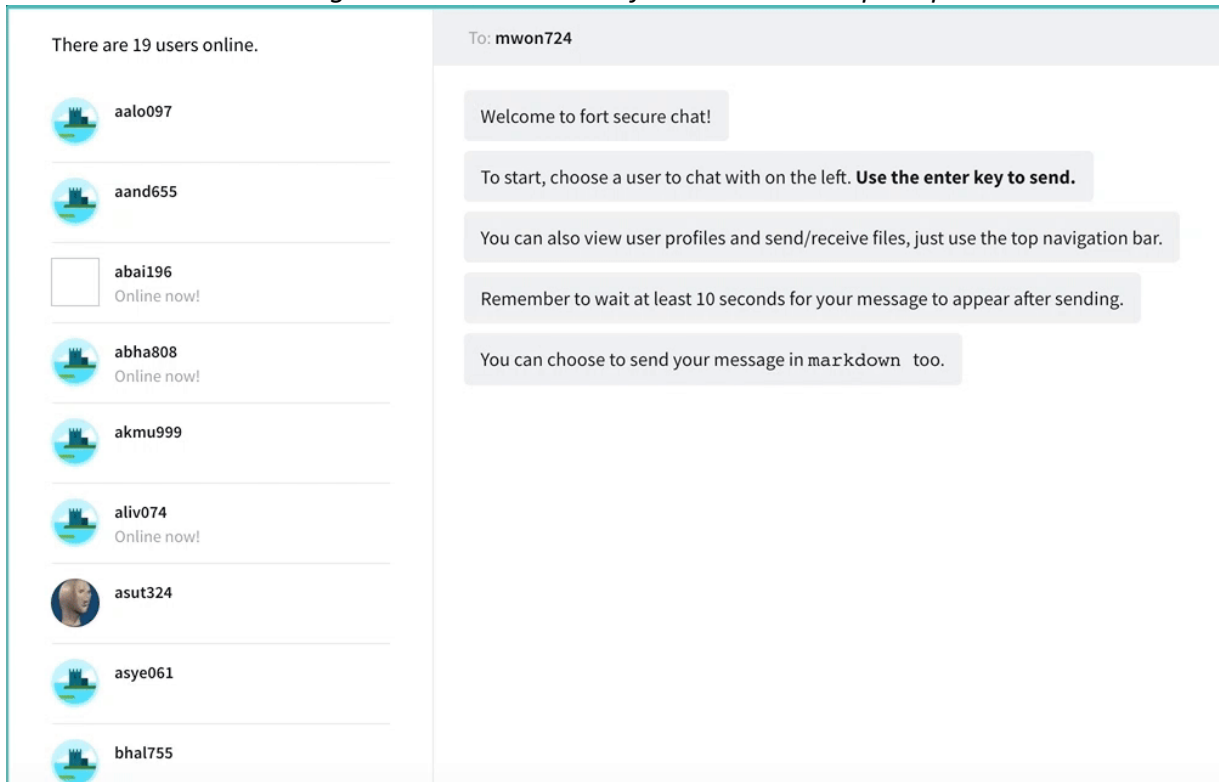 There are 19 users online.
aalo097
aand655
abai196
Online now!
abha808
Online now!
akmu999
aliv074
Online now!
asut324
asye061
bhal755
To: mwon724
Welcome to fort secure chat!
To start, choose a user to chat with on the left. Use the enter key to send.
You can also view user profiles and send/receive files, just use the top navigation bar.
Remember to wait at least 10 seconds for your message to appear after sending.
You can choose to send your message in markdown too.